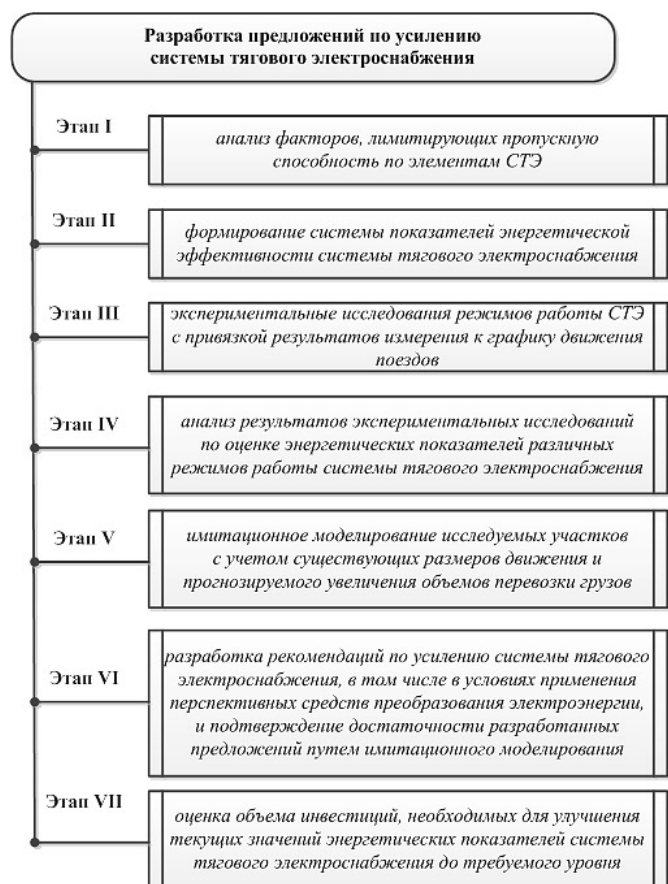 Разработка предложений по усилению
системы тягового электроснабжения
Этап I
анализ факторов, лимитирующих пропускную
способность по элементам СТЭ
Этап II
формирование системы показателей энергетической
эффективности системы тягового электроснабжения
Этап III
экспериментальные исследования режимов работы СТЭ
с привязкой результатов измерения к графику движения
поездов
Этап IV
анализ результатов экспериментальных исследований
по оценке энергетических показателей различных
режимов работы системы тягового электроснабжения
Этап V
имитационное моделирование исследуемых участков
с учетом существующих размеров движения и
прогнозируемого увеличения объемов перевозки грузов
Этап VI
разработка рекомендаций по усилению системы тягового
электроснабжения, в том числе в условиях применения
перспективных средств преобразования электроэнергии,
и подтверждение достаточности разработанных
предложений путем имитационного моделирования
Этап VII
оценка объема инвестиций, необходимых для улучшения
текущих значений энергетических показателей системы
тягового электроснабжения до требуемого уровня